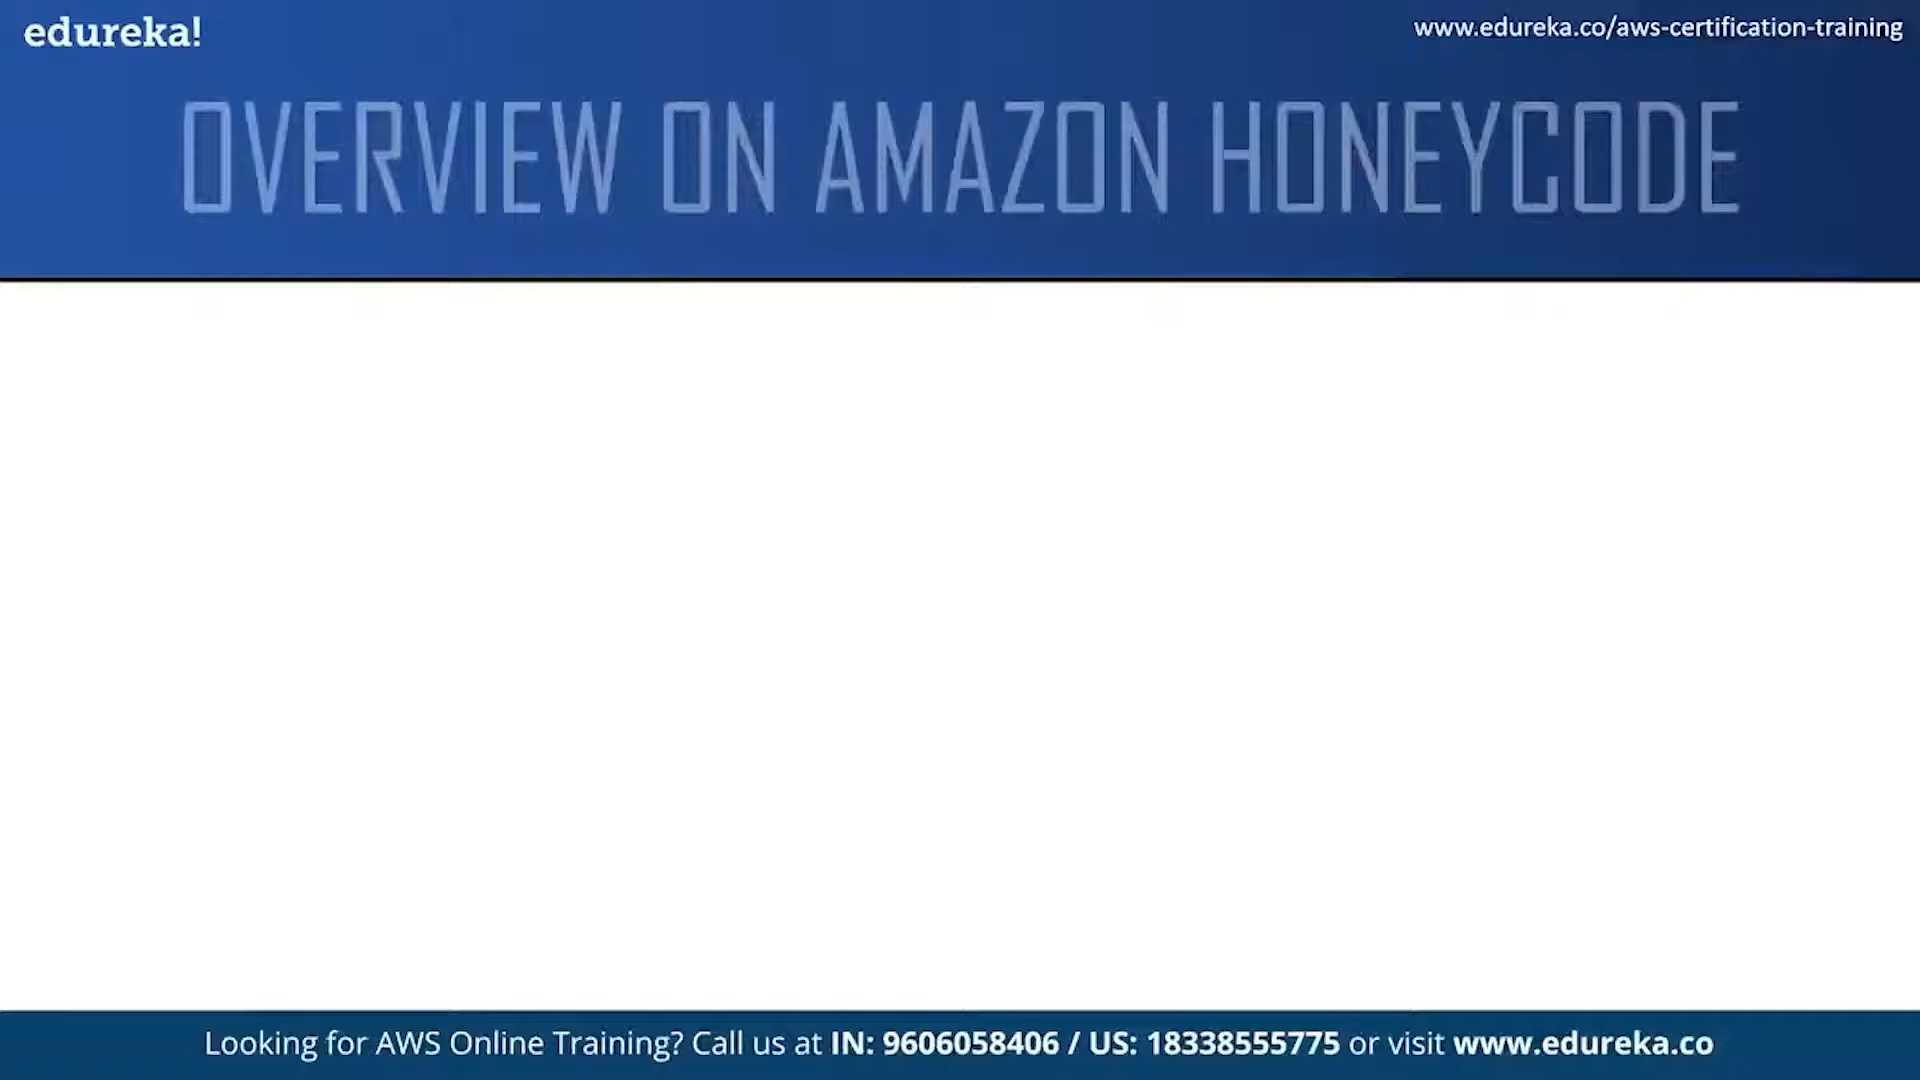 edureka!
www.edureka.co/aws-certification-training
OVERVIEW ON AMAZON HONEYCODE
Looking for AWS Online Training? Call us at IN: 9606058406 / US: 18338555775 or visit www.edureka.co